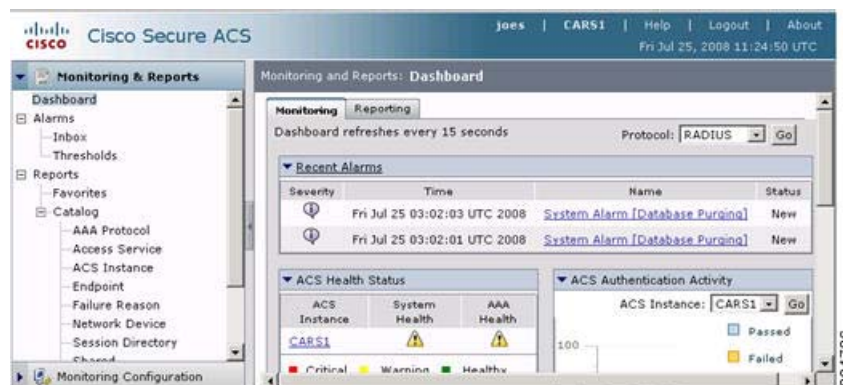 CISCO Cisco Secure ACS
joes | CARS1 | Help | Logout | About
Fri Jul 25, 2008 11:24:50 UTC
Monitoring & Reports
Dashboard
Alarms
Inbox
Thresholds
Reports
Favorites
Catalog
AAA Protocol
Access Service
ACS Instance
Endpoint
Failure Reason
Network Device
Session Directory
Shared
Monitoring Configuration
Monitoring and Reports: Dashboard
Monitoring Reporting
Dashboard refreshes every 15 seconds
Protocol: RADIUS Go
Recent Alarms
Severity Time Name Status
Fri Jul 25 03:02:03 UTC 2008 System Alarm [Database Purging] New
Fri Jul 25 03:02:01 UTC 2008 System Alarm [Database Purging] New
ACS Health Status
ACS Instance System Health AAA Health
CARS1
Critical Warning Healthy
ACS Authentication Activity
ACS Instance: CARS1 Go
Passed
100
Failed